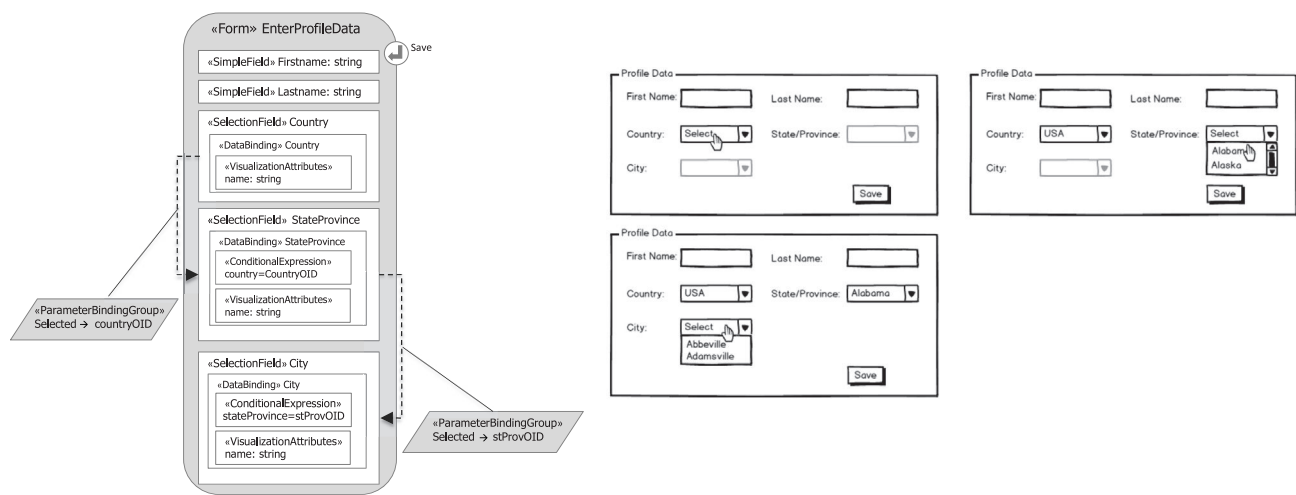 «Form» EnterProfileData
Save
«SimpleField» Firstname: string
«SimpleField» Lastname: string
«SelectionField» Country
«DataBinding» Country
«VisualizationAttributes»
name: string
«SelectionField» StateProvince
«DataBinding» StateProvince
«ConditionalExpression»
country=CountryOID
«VisualizationAttributes»
name: string
«ParameterBindingGroup»
Selected → countryOID
«SelectionField» City
«DataBinding» City
«ConditionalExpression»
stateProvince=stProvOID
«VisualizationAttributes»
name: string
«ParameterBindingGroup»
Selected → stProvOID
Profile Data
First Name: Last Name:
Country: Select State/Province:
City:
Save
Profile Data
First Name: Last Name:
Country: USA State/Province: Select
Alabama
Alaska
City:
Save
Profile Data
First Name: Last Name:
Country: USA State/Province: Alabama
City: Select
Abbeville
Adamsville
Save